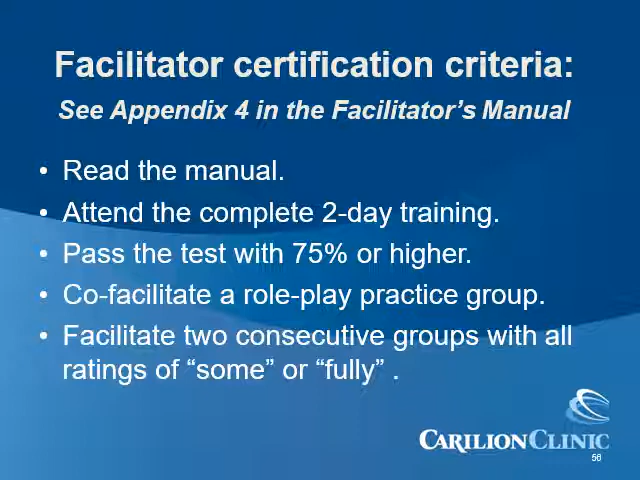 Facilitator certification criteria:
See Appendix 4 in the Facilitator's Manual
• Read the manual.
• Attend the complete 2-day training.
• Pass the test with 75% or higher.
• Co-facilitate a role-play practice group.
• Facilitate two consecutive groups with all
ratings of “some” or “fully” .
CARILION CLINIC
56